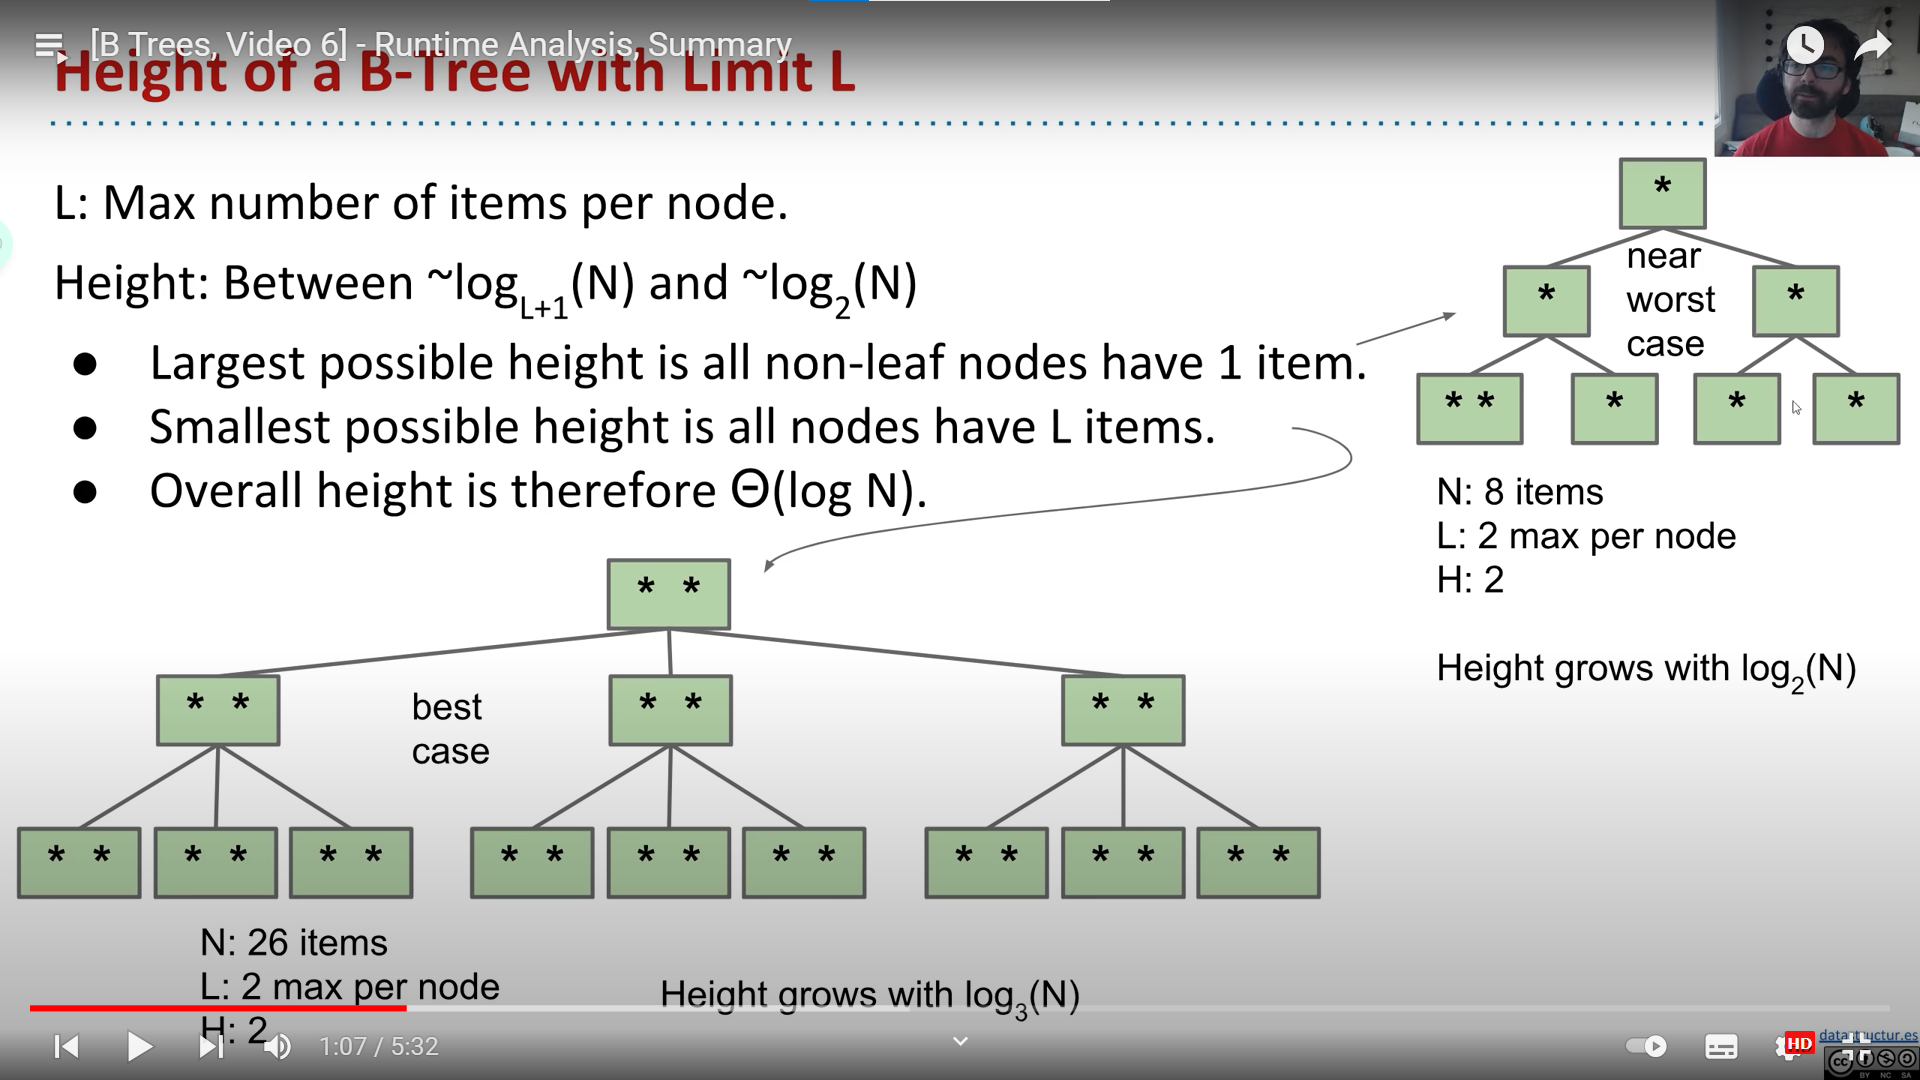 [B Trees, Video 6] - Runtime Analysis, Summary
Height of a B-Tree with Limit L
L: Max number of items per node.
Height: Between ~log_{L+1}(N) and ~log_2(N)
● Largest possible height is all non-leaf nodes have 1 item.
● Smallest possible height is all nodes have L items.
● Overall height is therefore Θ(log N).
*
near
worst
case
* *
* * * * *
N: 8 items
L: 2 max per node
H: 2
Height grows with log_2(N)
* *
* * * * * *
best
case
* * * * * * * * * * * * * * * * * *
N: 26 items
L: 2 max per node
H: 2
Height grows with log_3(N)
1:07 / 5:32
HD
datastructur.es
cc
BY NC SA